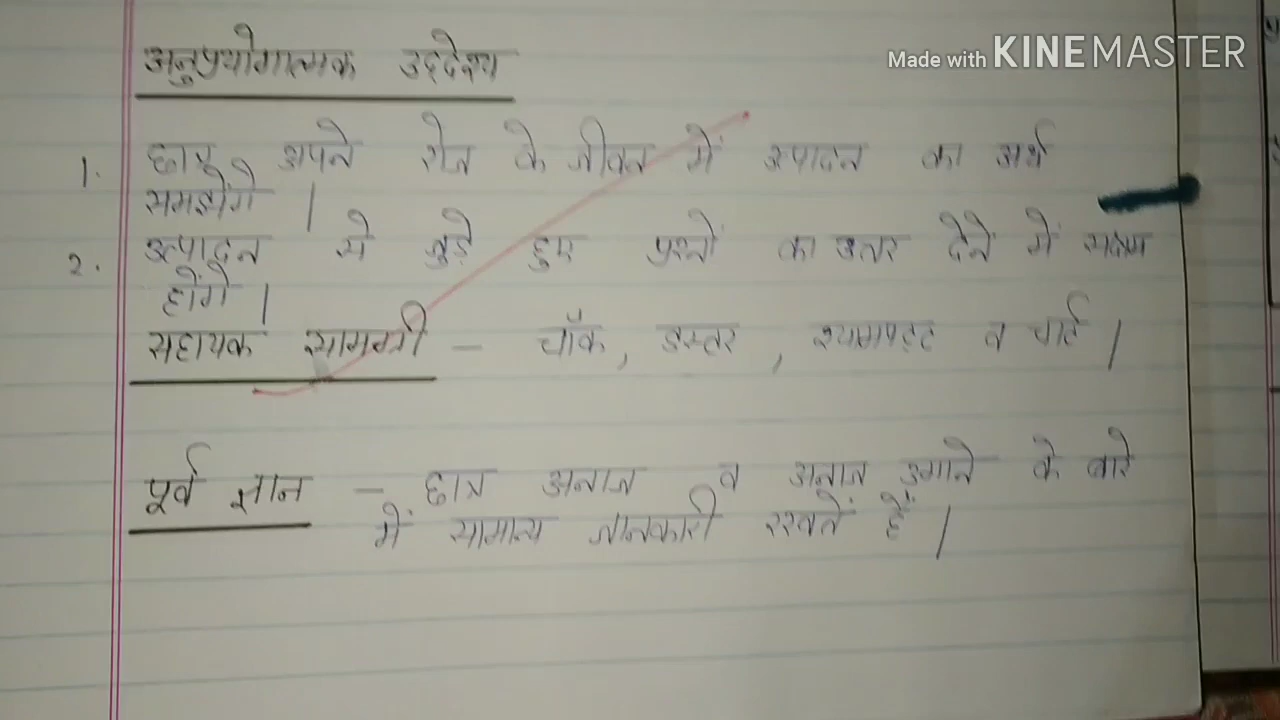 Made with KINEMASTER
अनुप्रयोगात्मक उद्देश्य
1. छात्र अपने रोज के जीवन में उत्पादन का अर्थ
समझेंगे |
2. उत्पादन से जुड़े हुए प्रश्नों का उत्तर देनें में सक्षम
होंगे |
सहायक सामग्री - चॉक, डस्टर, श्यामपट्ट व चार्ट |
पूर्व ज्ञान - छात्र अनाज व अनाज उगाने के बारे
में सामान्य जानकारी रखतें हैं |